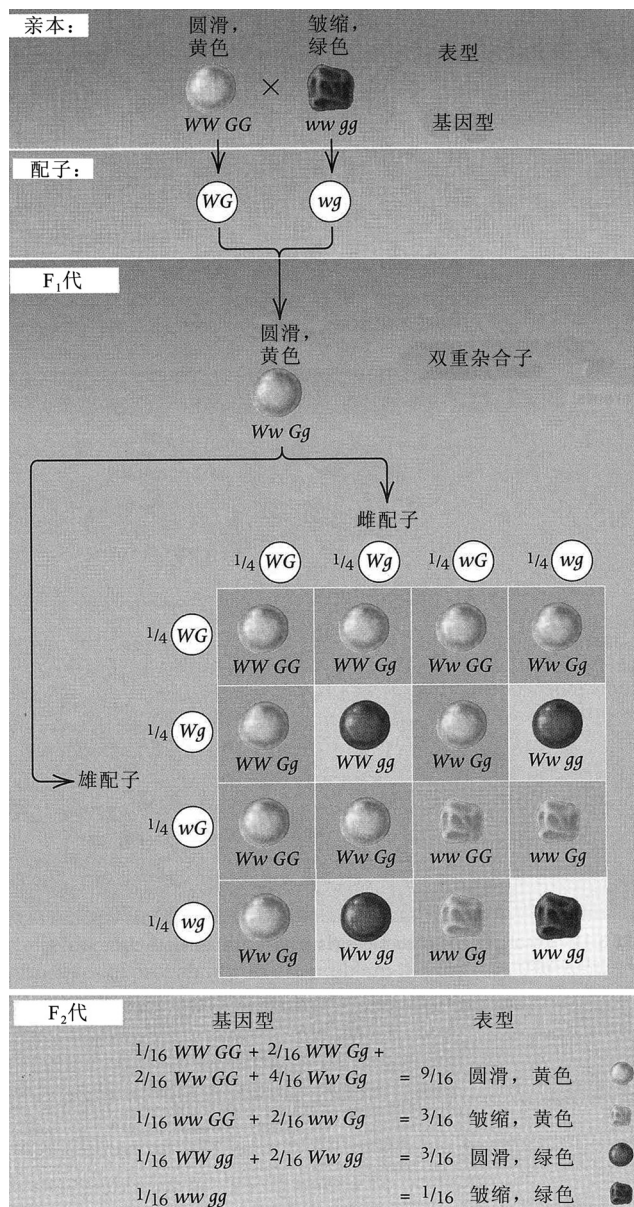 亲本：
圆滑，
黄色
皱缩，
绿色
表型
×
WW GG
ww gg
基因型
配子：
WG
wg
F₁代
圆滑，
黄色
双重杂合子
Ww Gg
雌配子
1/4 WG 1/4 Wg 1/4 wG 1/4 wg
1/4 WG
WW GG WW Gg Ww GG Ww Gg
1/4 Wg
WW Gg WW gg Ww Gg Ww gg
雄配子
1/4 wG
Ww GG Ww Gg ww GG ww Gg
1/4 wg
Ww Gg Ww gg ww Gg ww gg
F₂代
基因型 表型
1/16 WW GG + 2/16 WW Gg +
2/16 Ww GG + 4/16 Ww Gg = 9/16 圆滑，黄色
1/16 ww GG + 2/16 ww Gg = 3/16 皱缩，黄色
1/16 WW gg + 2/16 Ww gg = 3/16 圆滑，绿色
1/16 ww gg = 1/16 皱缩，绿色